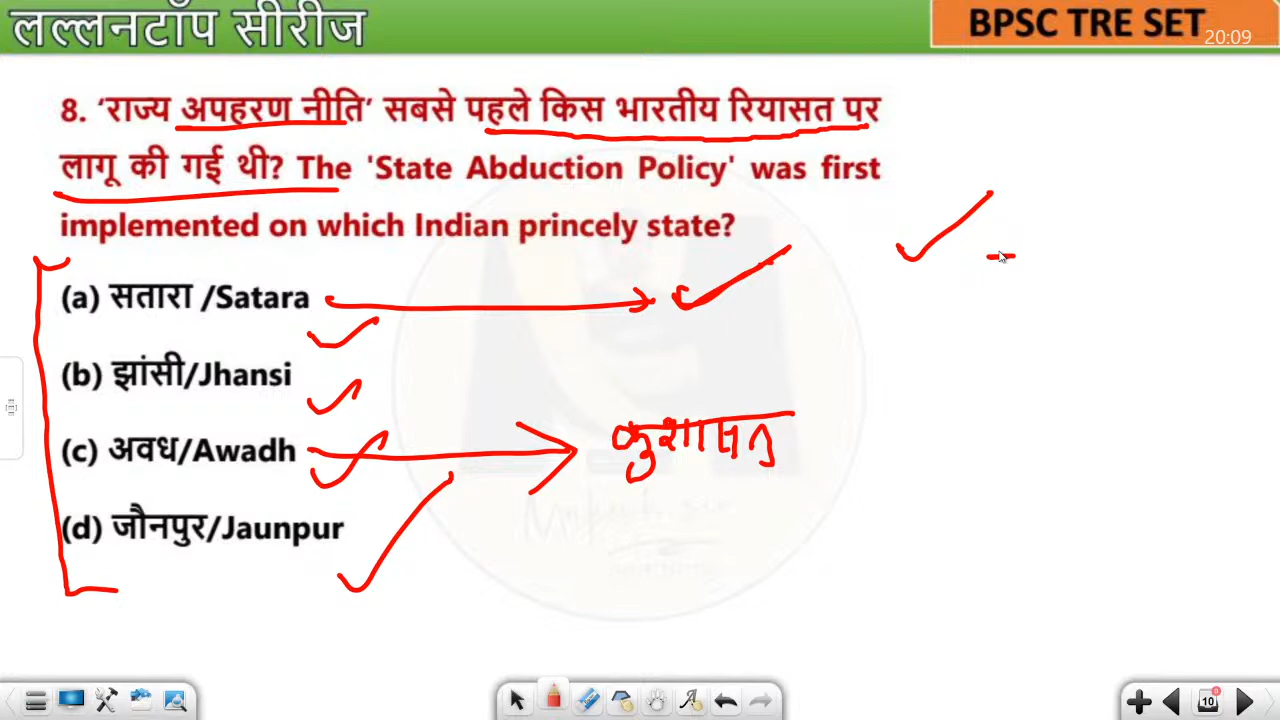 लल्लनटॉप सीरीज
BPSC TRE SET
20:09
8. ‘राज्य अपहरण नीति’ सबसे पहले किस भारतीय रियासत पर
लागू की गई थी? The 'State Abduction Policy' was first
implemented on which Indian princely state?
(a) सतारा /Satara
(b) झांसी/Jhansi
(c) अवध/Awadh
कुशासन
(d) जौनपुर/Jaunpur
10